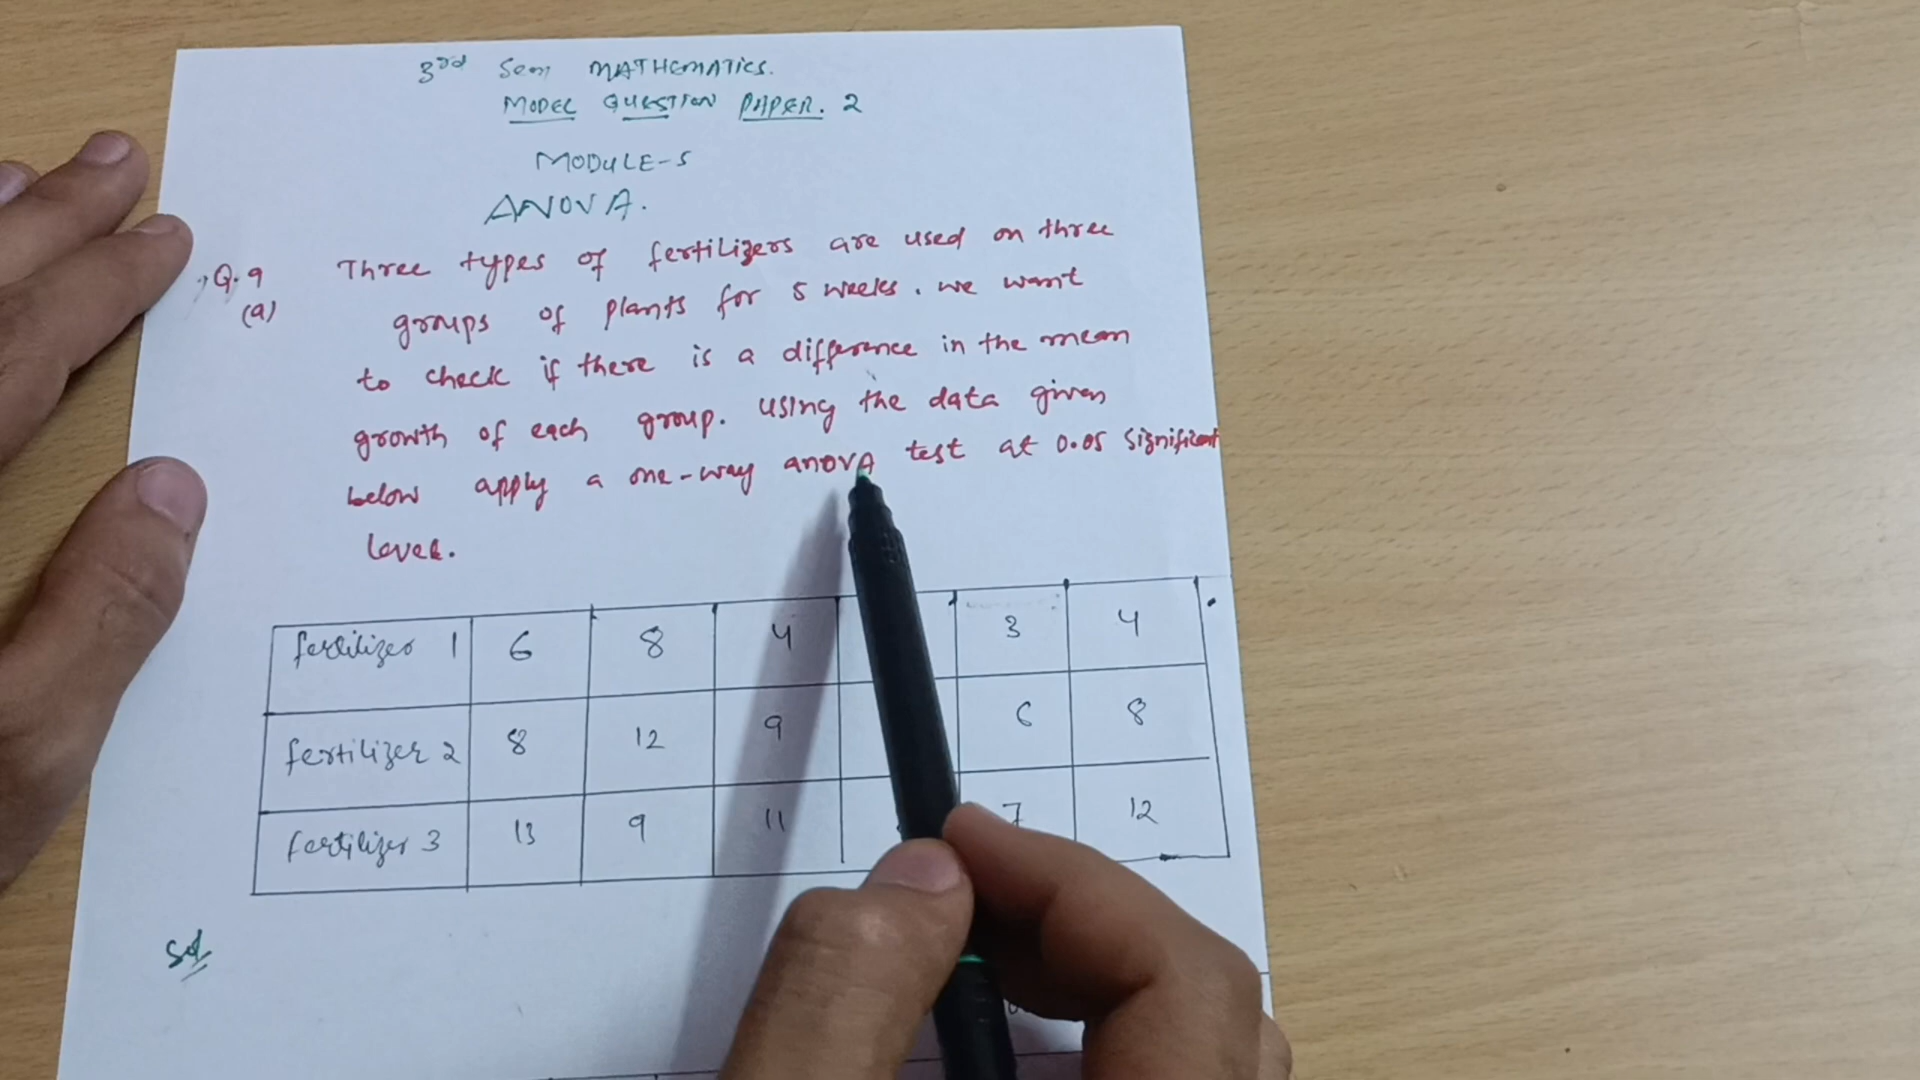 3rd Sem MATHEMATICS.
MODEL QUESTION PAPER. 2
MODULE-5
ANOVA.
Q.9 Three types of fertilizers are used on three
(a) groups of plants for 5 weeks. we want
to check if there is a difference in the mean
growth of each group. using the data given
below apply a one-way anovA test at 0.05 significant
level.
fertilizer 1 6 8 4 3 4
fertilizer 2 8 12 9 6 8
fertilizer 3 13 9 11 7 12
Sol